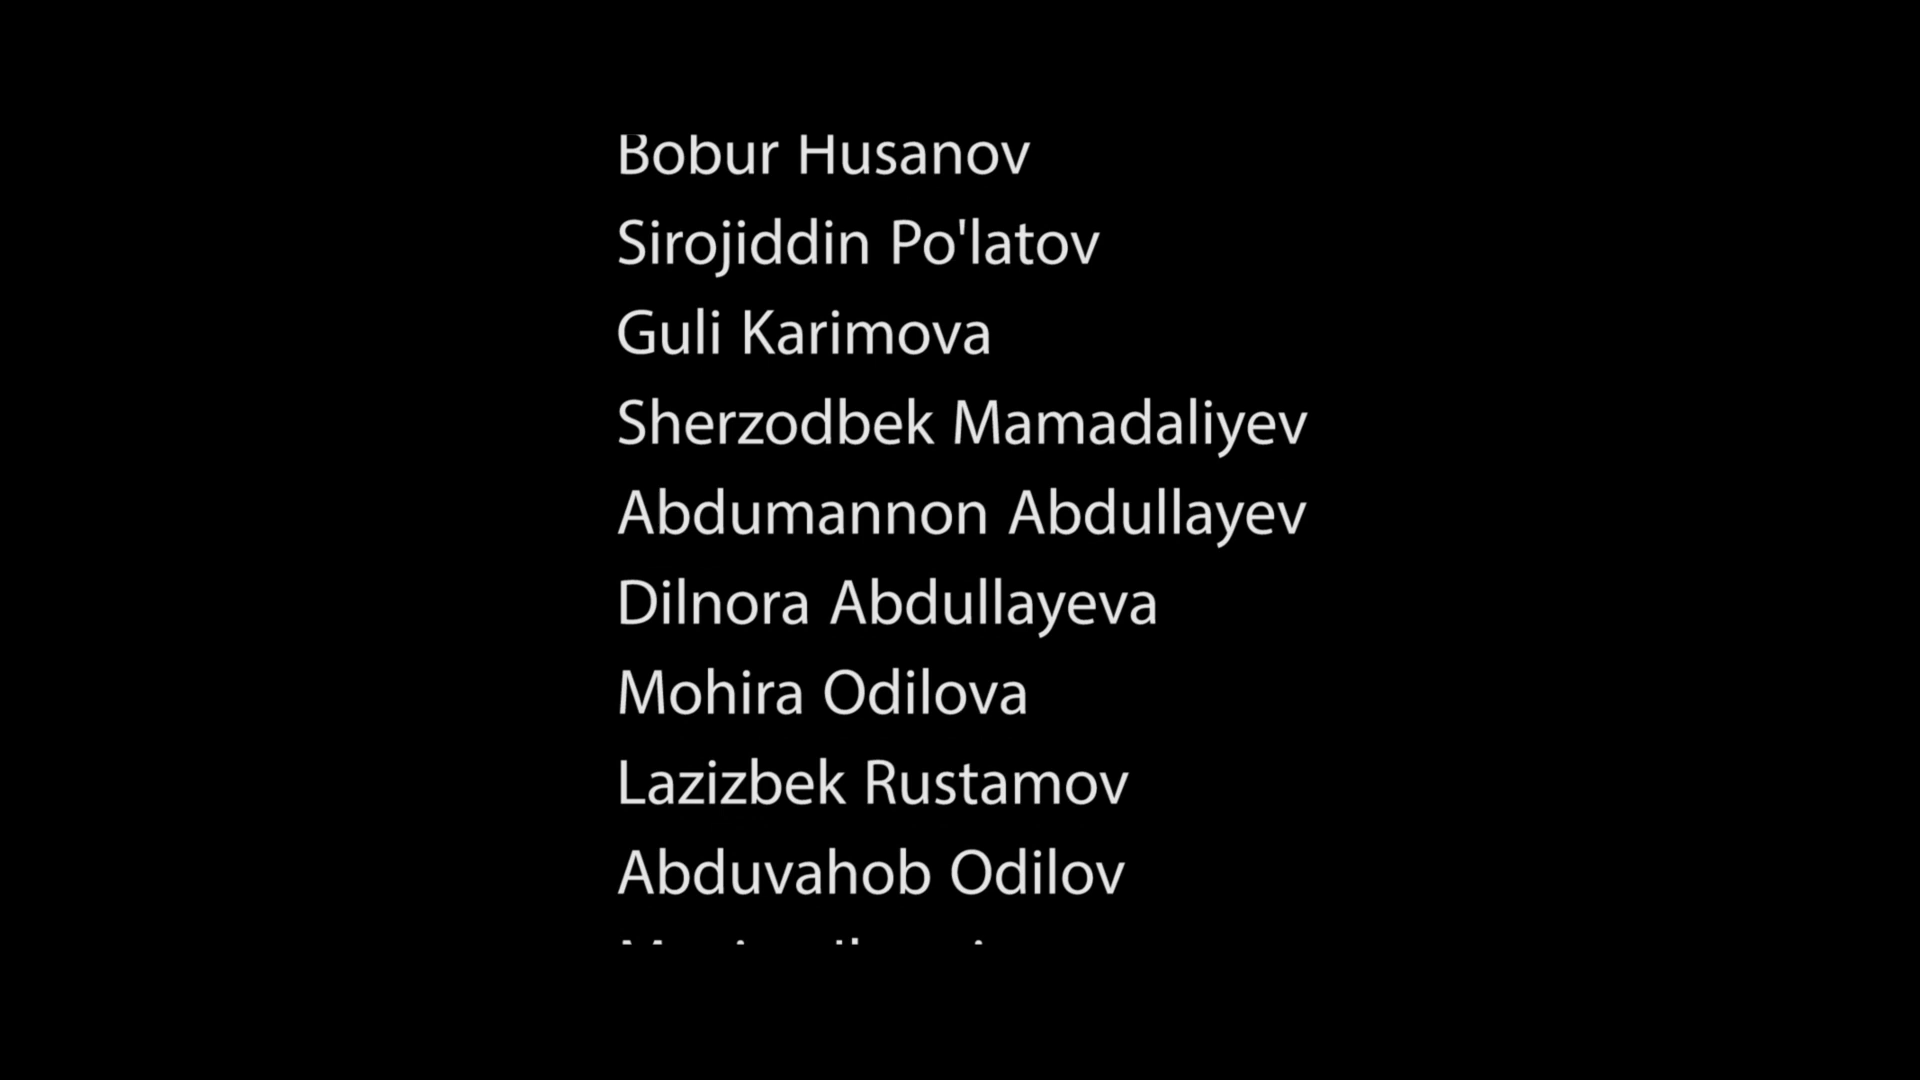 Bobur Husanov
Sirojiddin Po'latov
Guli Karimova
Sherzodbek Mamadaliyev
Abdumannon Abdullayev
Dilnora Abdullayeva
Mohira Odilova
Lazizbek Rustamov
Abduvahob Odilov